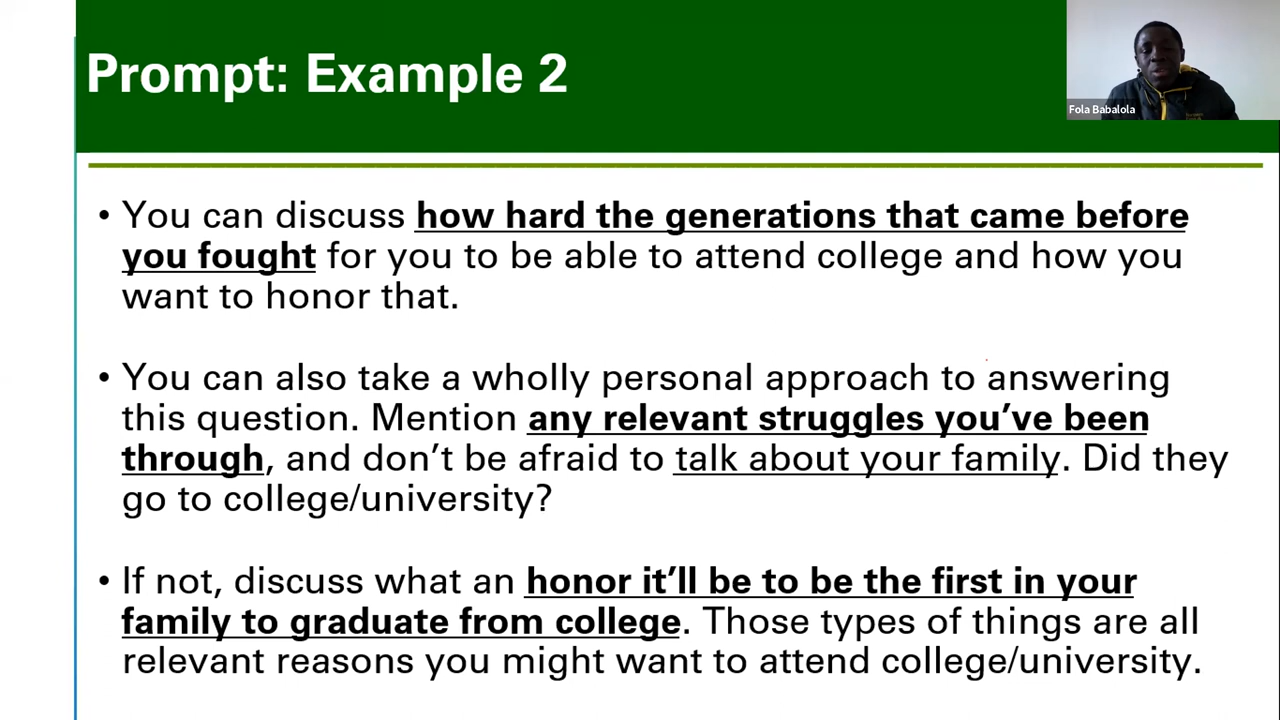 Prompt: Example 2
Fola Babalola
• You can discuss how hard the generations that came before
you fought for you to be able to attend college and how you
want to honor that.
• You can also take a wholly personal approach to answering
this question. Mention any relevant struggles you’ve been
through, and don’t be afraid to talk about your family. Did they
go to college/university?
• If not, discuss what an honor it’ll be to be the first in your
family to graduate from college. Those types of things are all
relevant reasons you might want to attend college/university.